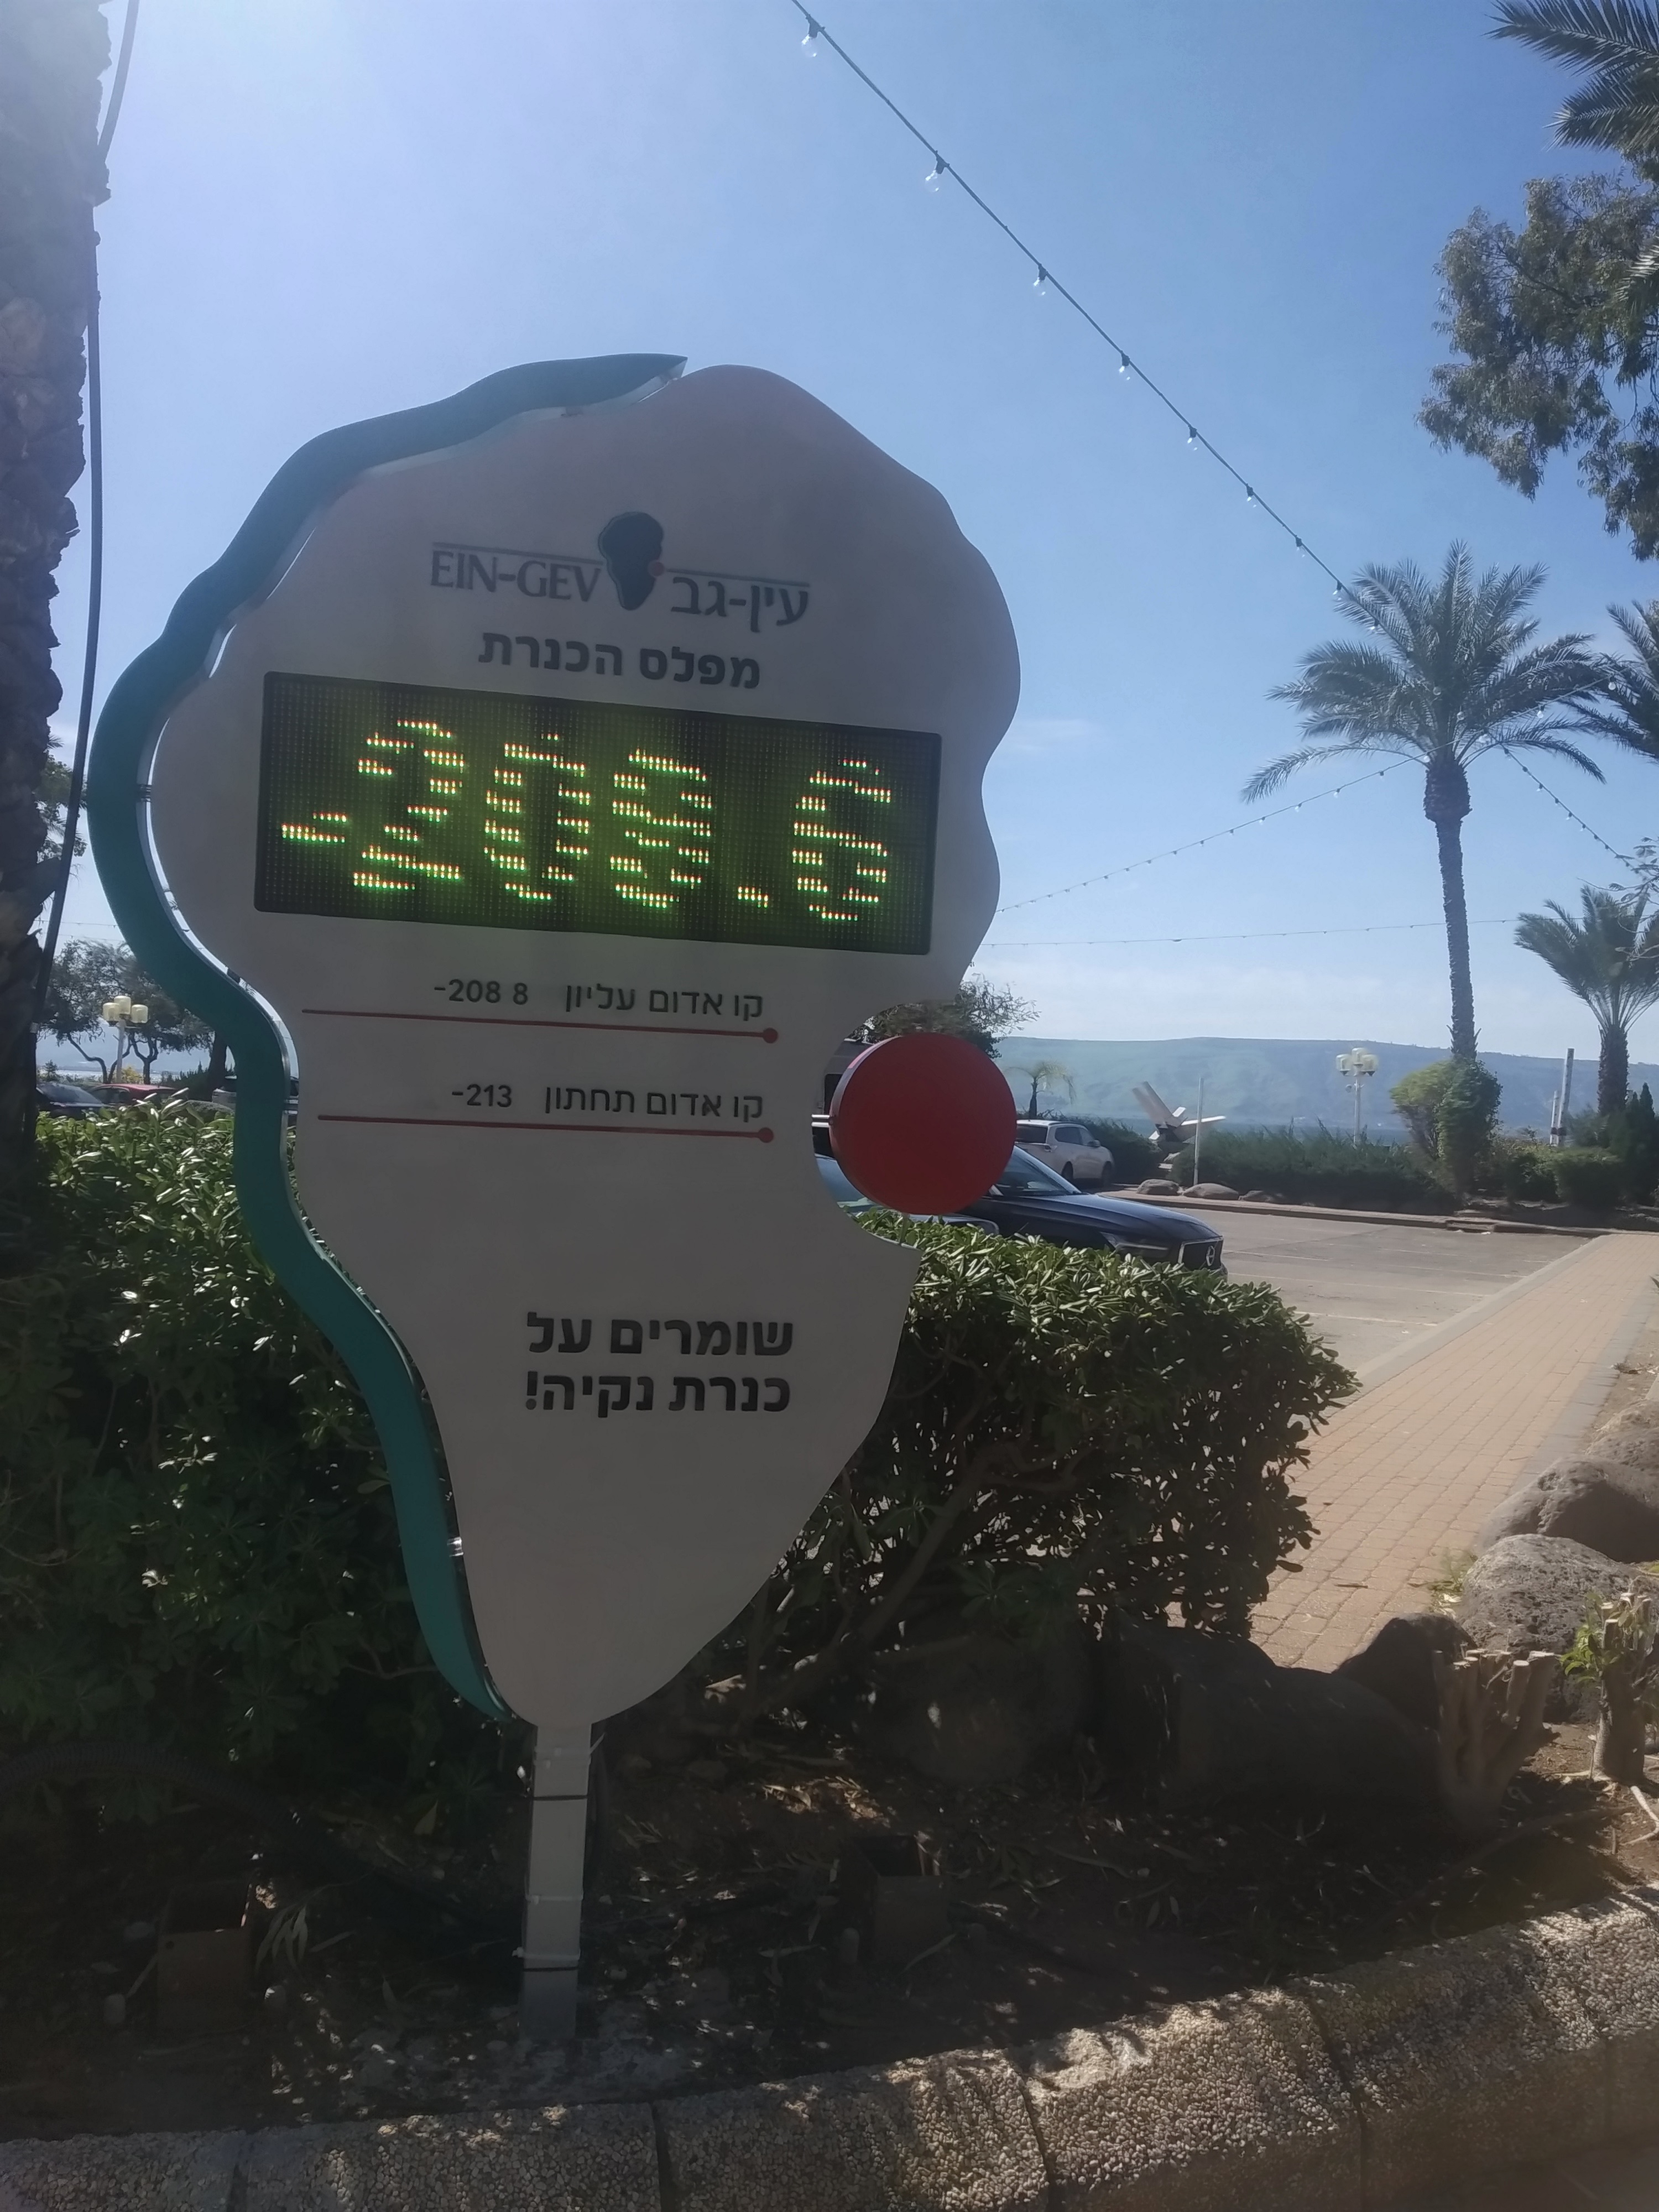 EIN-GEV עין-גב
מפלס הכנרת
-209.6
קו אדום עליון -208 8
קו אדום תחתון -213
שומרים על
כנרת נקיה!